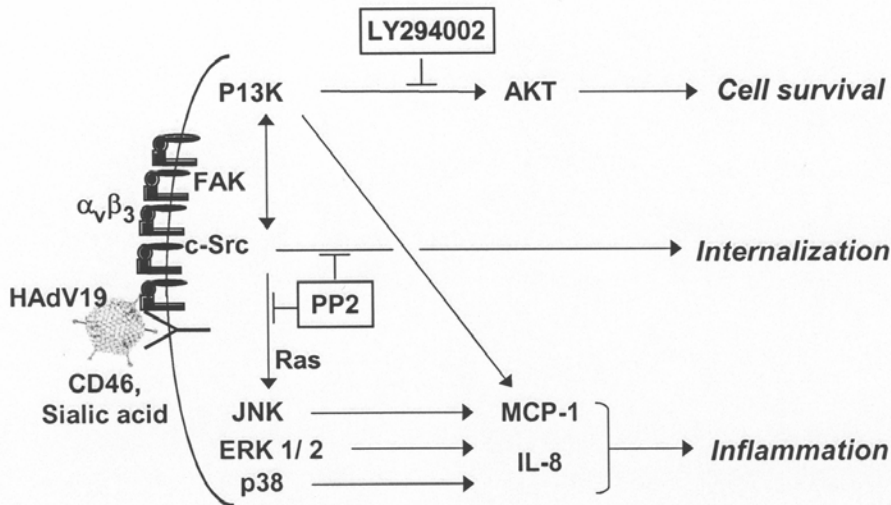 LY294002
P13K
AKT
Cell survival
FAK
αvβ3
c-Src
Internalization
HAdV19
PP2
Ras
CD46,
Sialic acid
JNK
MCP-1
ERK 1/ 2
IL-8
Inflammation
p38